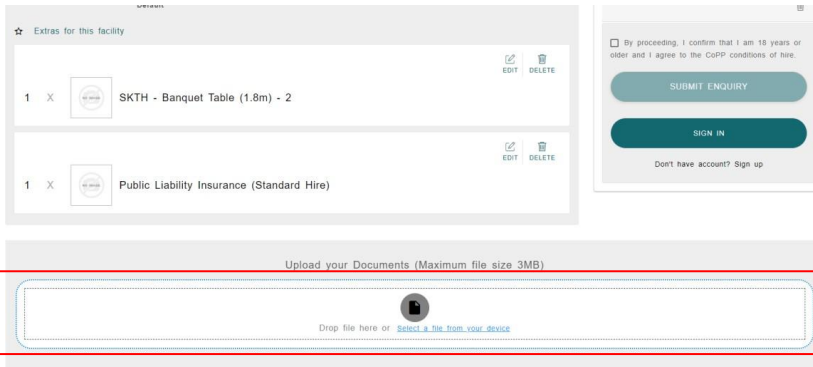 Default
Extras for this facility
EDIT DELETE
1 X SKTH - Banquet Table (1.8m) - 2
EDIT DELETE
1 X Public Liability Insurance (Standard Hire)
By proceeding, I confirm that I am 18 years or
older and I agree to the CoPP conditions of hire.
SUBMIT ENQUIRY
SIGN IN
Don't have account? Sign up
Upload your Documents (Maximum file size 3MB)
Drop file here or Select a file from your device